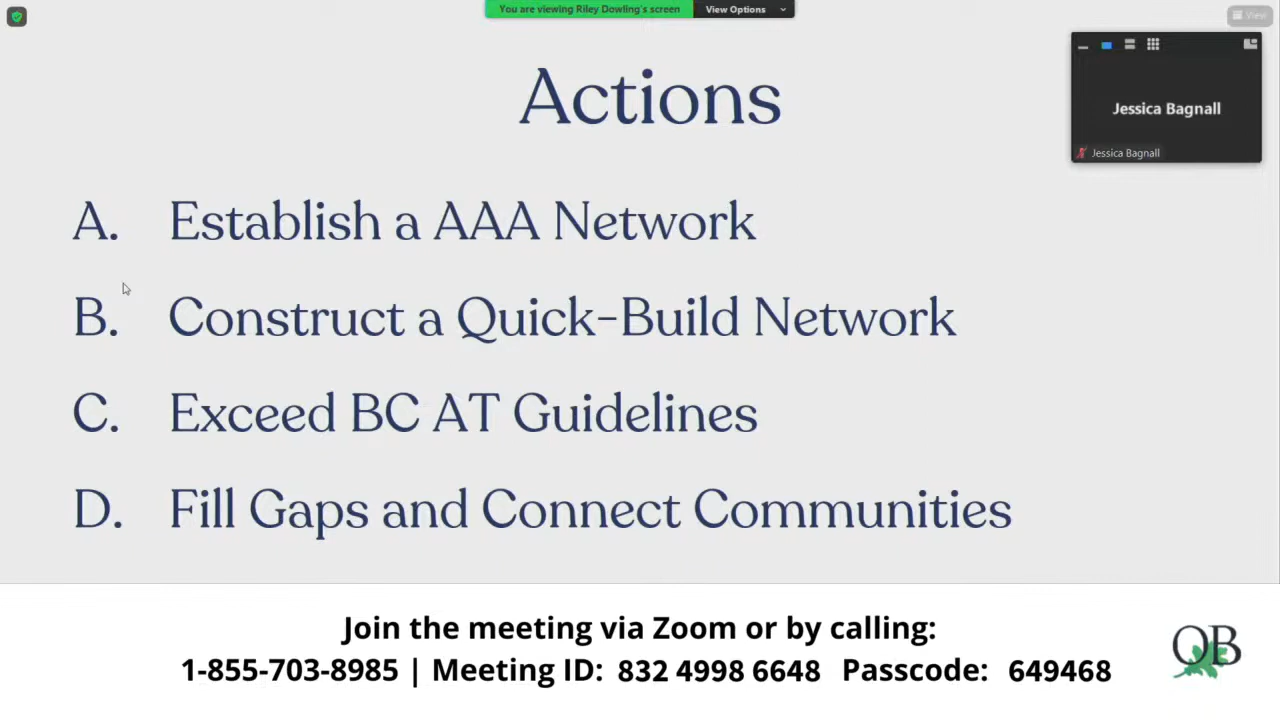 You are viewing Riley Dowling's screen
View Options
View
Actions
Jessica Bagnall
Jessica Bagnall
A. Establish a AAA Network
B. Construct a Quick-Build Network
C. Exceed BC AT Guidelines
D. Fill Gaps and Connect Communities
Join the meeting via Zoom or by calling:
1-855-703-8985 | Meeting ID: 832 4998 6648 Passcode: 649468
QB